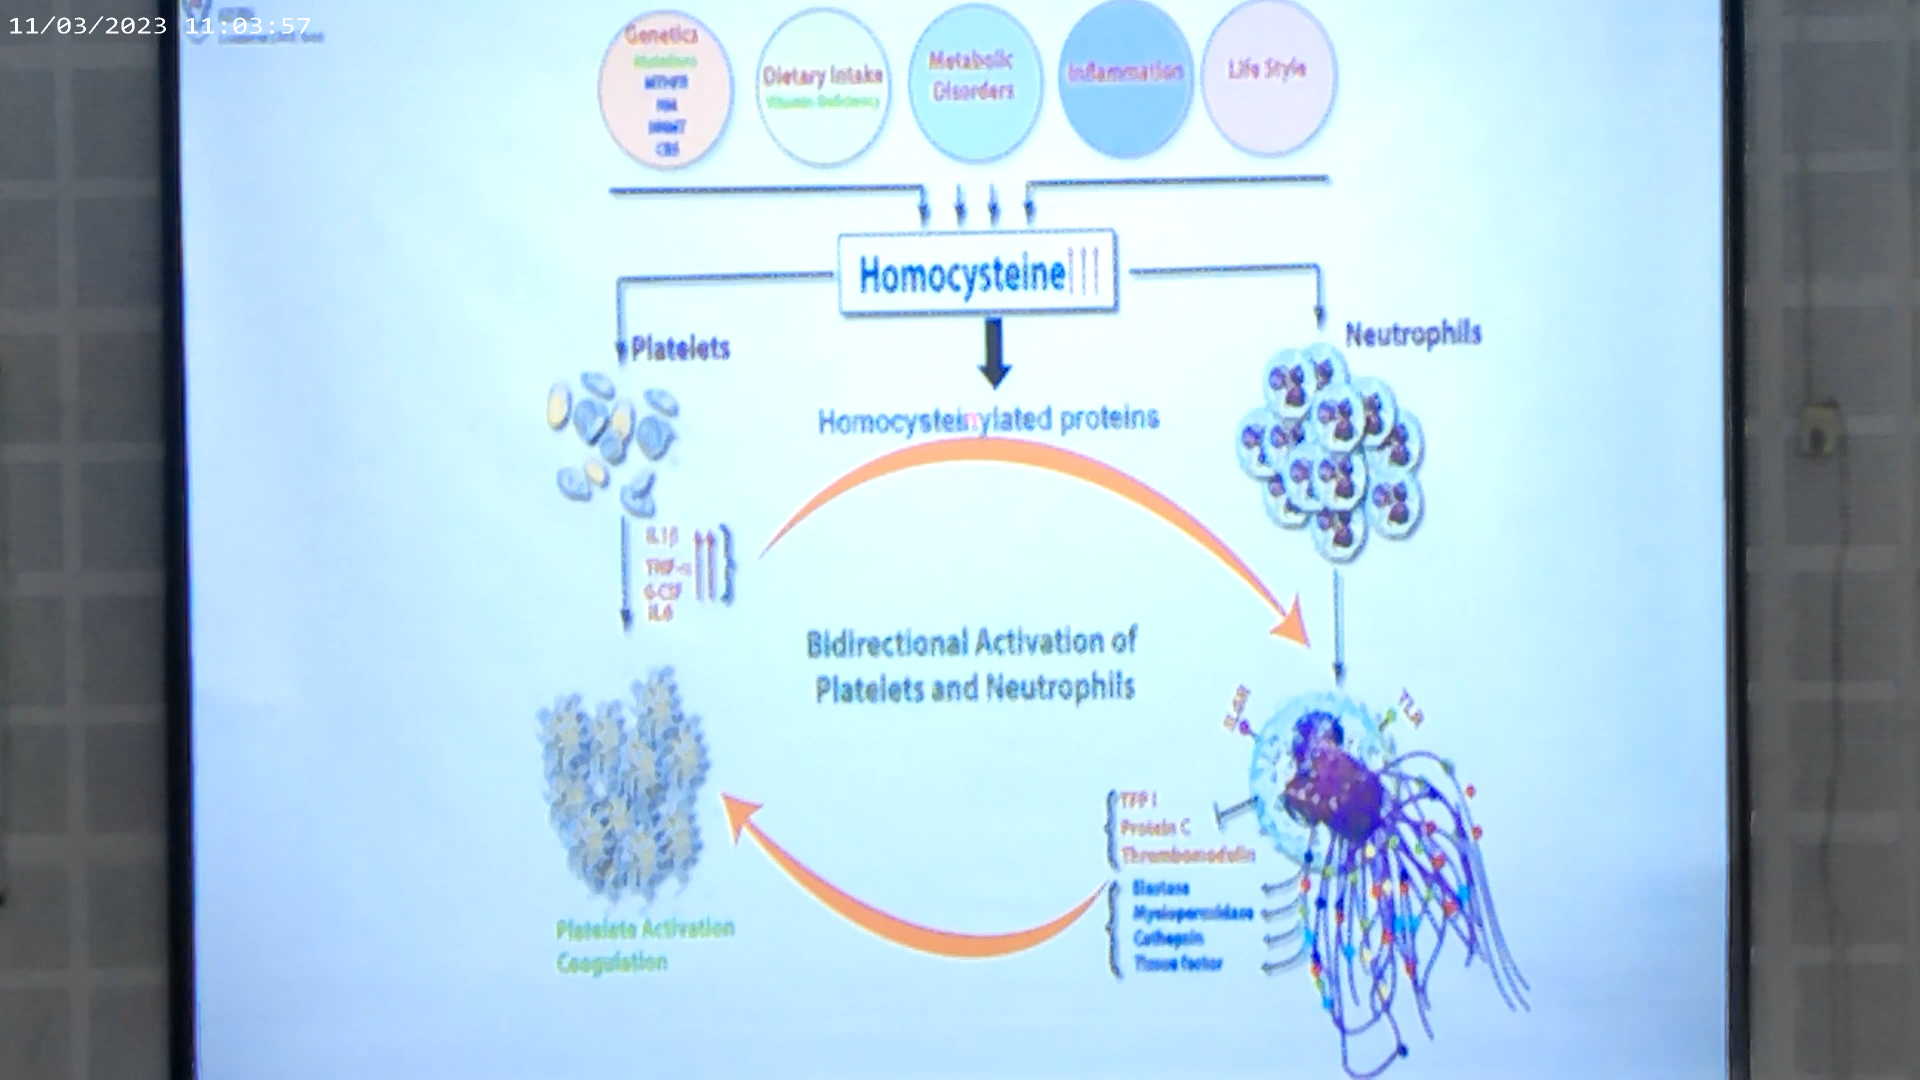 11/03/2023 11:03:57
Genetics
Mutations
MTHFR
CBS
Dietary Intake
Vitamin Deficiency
Metabolic
Disorders
Inflammation
Life Style
Homocysteine
Platelets
Neutrophils
Homocysteinylated proteins
IL1β
TNF-α
G-CSF
IL6
Bidirectional Activation of
Platelets and Neutrophils
TLR
TFPI
Protein C
Thrombomodulin
Elastase
Myeloperoxidase
Cathepsin
Tissue factor
Platelete Activation
Coagulation